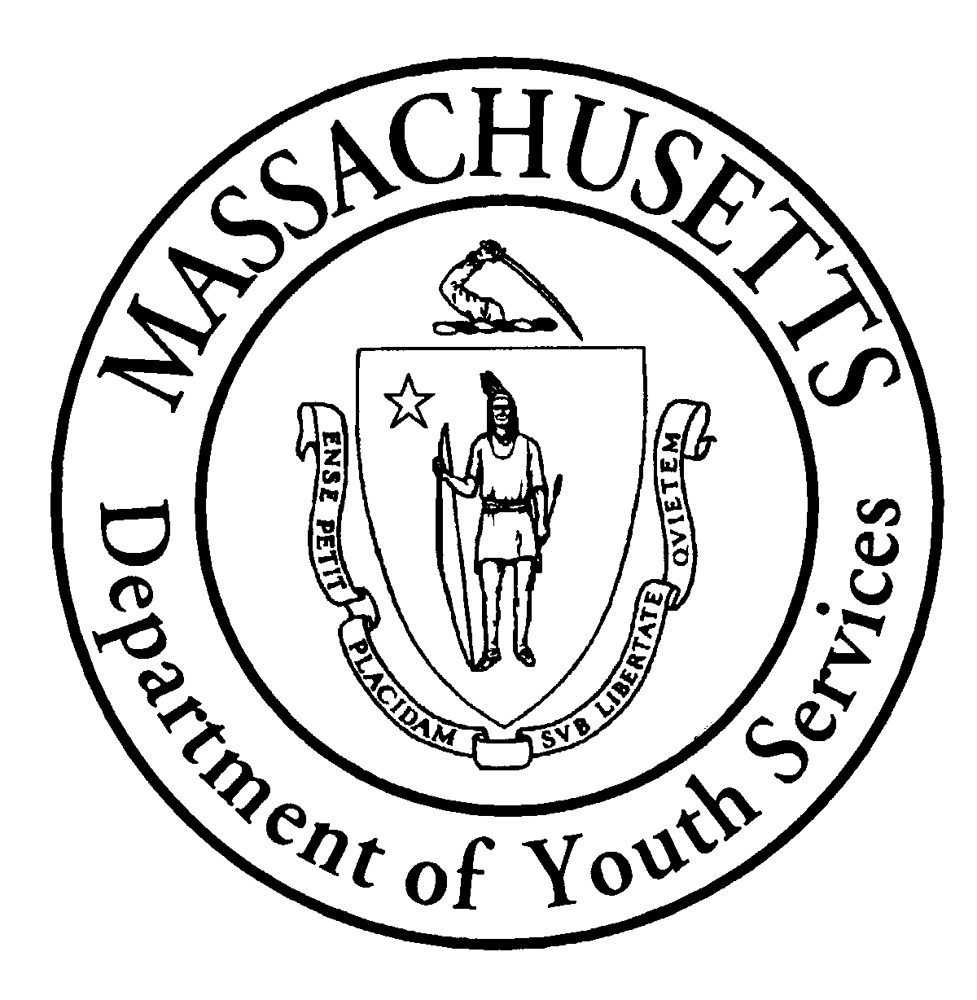 MASSACHUSETTS
ENSE PETIT PLACIDAM SVB LIBERTATE QVIETEM
Department of Youth Services